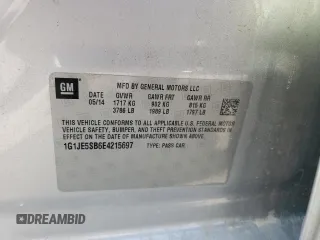 GM
MFD BY GENERAL MOTORS LLC
DATE GVWR GAWR FRT GAWR RR
05/14 1717 KG 902 KG 815 KG
3786 LB 1989 LB 1797 LB
THIS VEHICLE CONFORMS TO ALL APPLICABLE U.S. FEDERAL MOTOR
VEHICLE SAFETY, BUMPER, AND THEFT PREVENTION STANDARDS IN
EFFECT ON THE DATE OF MANUFACTURE SHOWN ABOVE.
1G1JE5SB6E4215697 TYPE: PASS CAR
DREAMBID
DREAMBID.COM